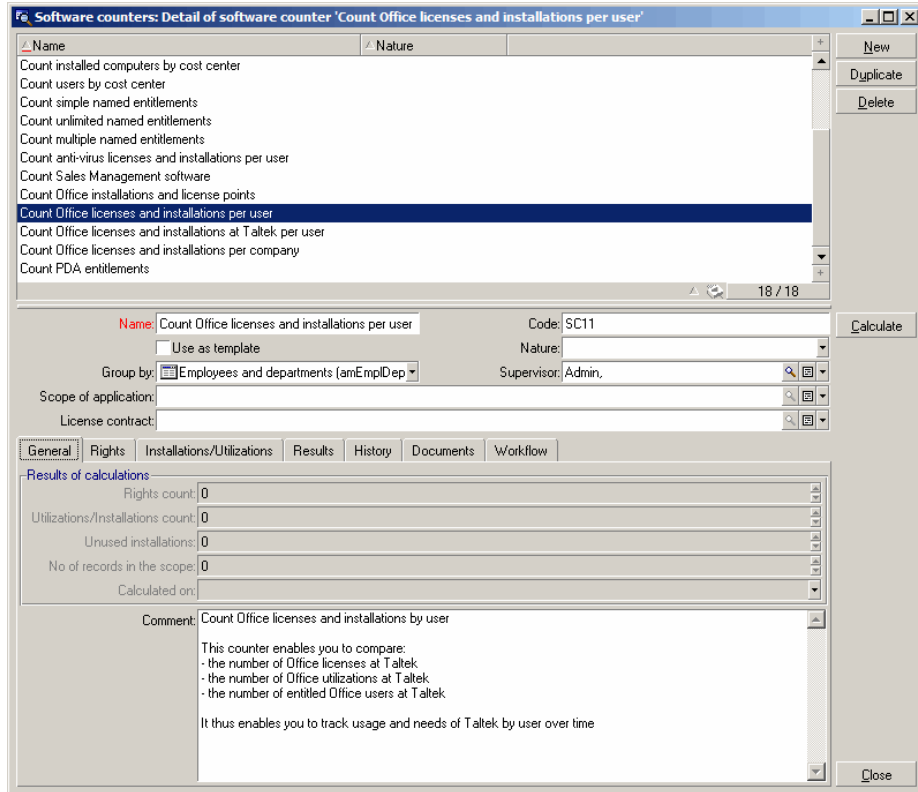 Software counters: Detail of software counter 'Count Office licenses and installations per user'
Name Nature
New
Count installed computers by cost center
Duplicate
Count users by cost center
Delete
Count simple named entitlements
Count unlimited named entitlements
Count multiple named entitlements
Count anti-virus licenses and installations per user
Count Sales Management software
Count Office installations and license points
Count Office licenses and installations per user
Count Office licenses and installations at Taltek per user
Count Office licenses and installations per company
Count PDA entitlements
18 / 18
Name: Count Office licenses and installations per user Code: SC11 Calculate
Use as template Nature:
Group by: Employees and departments (amEmplDep Supervisor: Admin,
Scope of application:
License contract:
General Rights Installations/Utilizations Results History Documents Workflow
Results of calculations
Rights count: 0
Utilizations/Installations count: 0
Unused installations: 0
No of records in the scope: 0
Calculated on:
Comment: Count Office licenses and installations by user
This counter enables you to compare:
- the number of Office licenses at Taltek
- the number of Office utilizations at Taltek
- the number of entitled Office users at Taltek
It thus enables you to track usage and needs of Taltek by user over time
Close